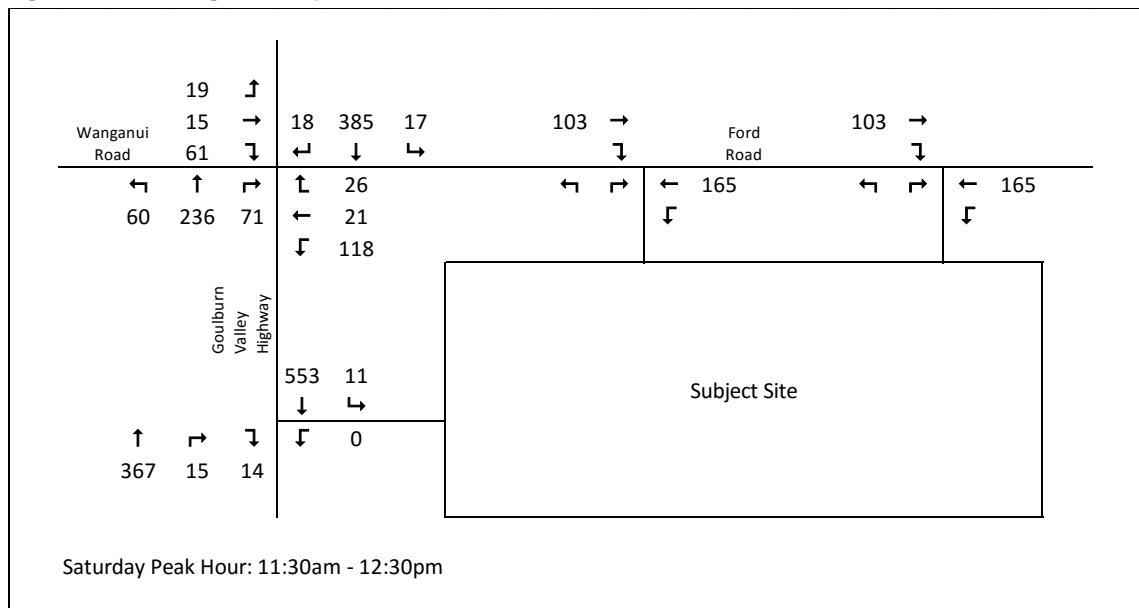 19
15
61
Wanganui
Road
18 385 17
103
Ford
Road
103
60 236 71
26
21
118
165
165
Goulburn
Valley
Highway
553 11
Subject Site
0
367 15 14
Saturday Peak Hour: 11:30am - 12:30pm